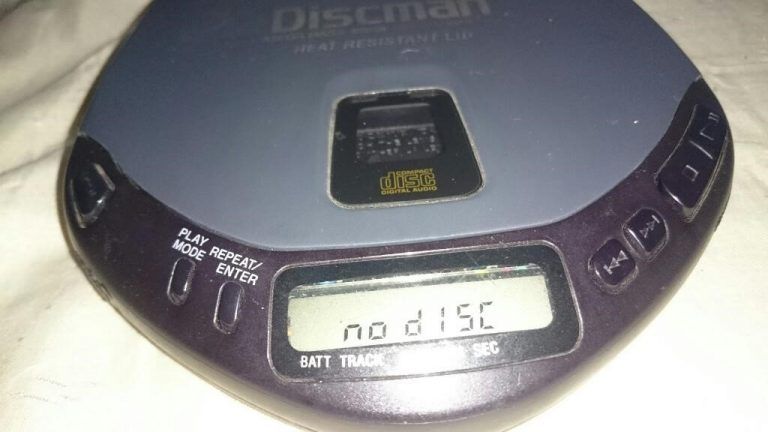 Discman
HEAT RESISTANT LID
COMPACT
disc
DIGITAL AUDIO
PLAY
MODE
REPEAT/
ENTER
no dISC
BATT TRACK SEC